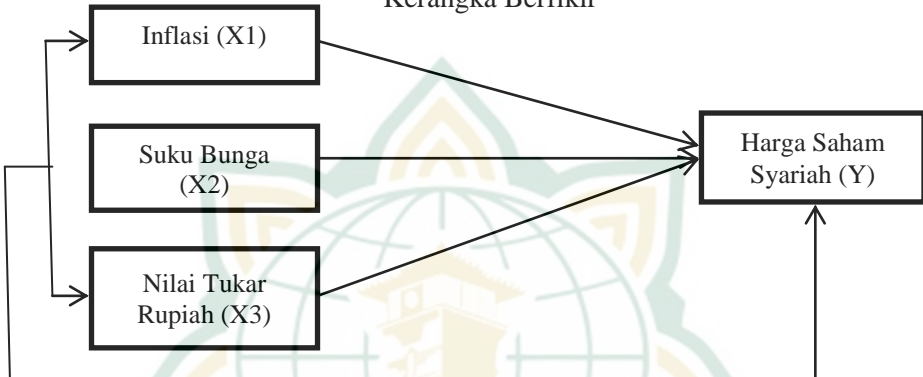 Kerangka Berfikir
Inflasi (X1)
Suku Bunga
(X2)
Nilai Tukar
Rupiah (X3)
Harga Saham
Syariah (Y)